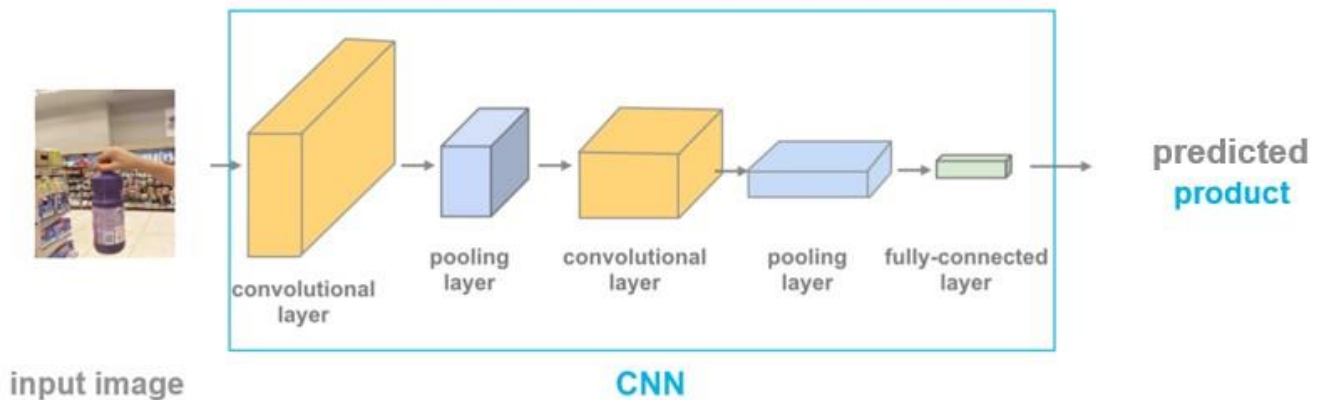 predicted
product
convolutional
layer
pooling
layer
convolutional
layer
pooling
layer
fully-connected
layer
input image
CNN